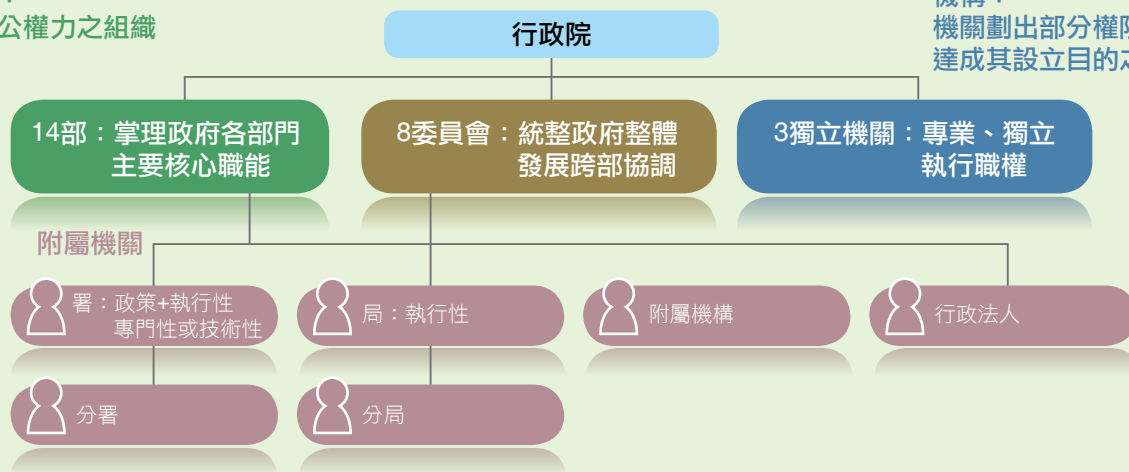 公權力之組織
機構：
機關劃出部分權限
達成其設立目的之
行政院
14部：掌理政府各部門
主要核心職能
8委員會：統整政府整體
發展跨部協調
3獨立機關：專業、獨立
執行職權
附屬機關
署：政策+執行性
專門性或技術性
局：執行性
附屬機構
行政法人
分署
分局